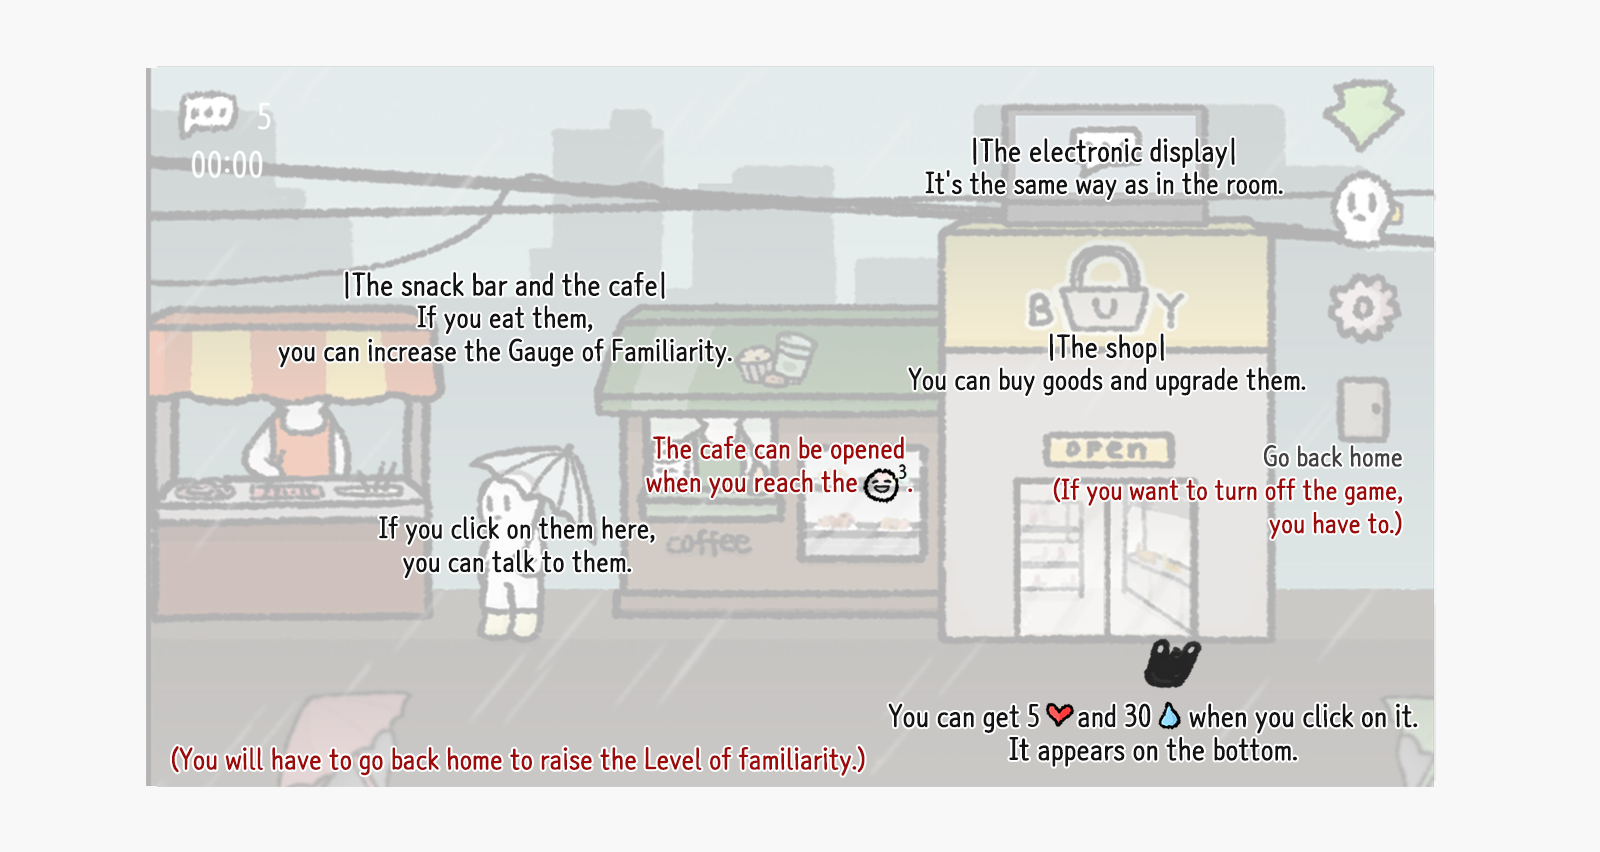 5
00:00
|The electronic display|
It's the same way as in the room.
|The snack bar and the cafe|
If you eat them,
you can increase the Gauge of Familiarity.
B U Y
|The shop|
You can buy goods and upgrade them.
open
The cafe can be opened
when you reach the 3.
Go back home
(If you want to turn off the game,
you have to.)
If you click on them here,
you can talk to them.
coffee
You can get 5 and 30 when you click on it.
It appears on the bottom.
(You will have to go back home to raise the Level of familiarity.)